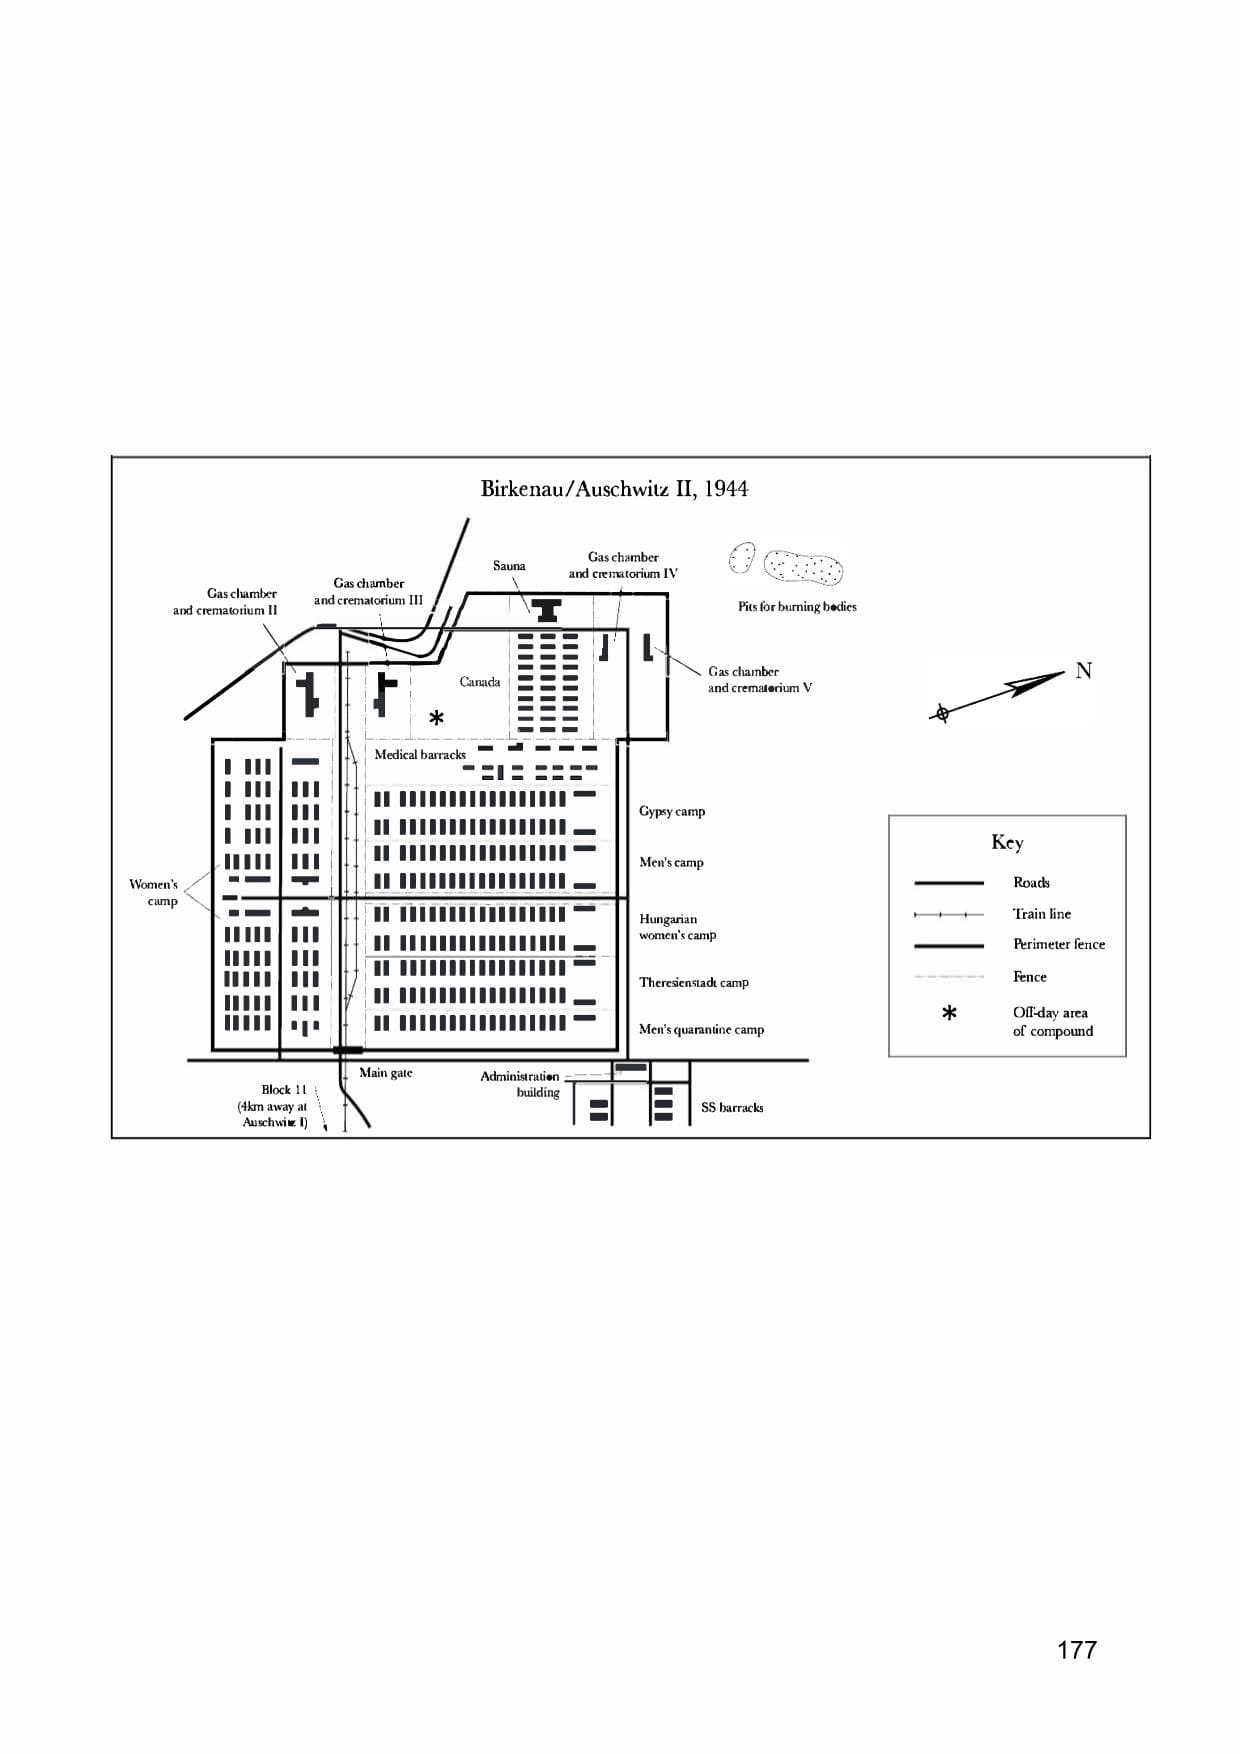 Birkenau/Auschwitz II, 1944
Gas chamber
and crematorium II
Gas chamber
and crematorium III
Sauna
Gas chamber
and crematorium IV
Pits for burning bodies
Gas chamber
and crematorium V
N
Canada
*
Medical barracks
Gypsy camp
Men's camp
Women's
camp
Hungarian
women's camp
Theresienstadt camp
Men's quarantine camp
Main gate
Administration
building
Block 11
(4km away at
Auschwitz I)
SS barracks
Key
Roads
Train line
Perimeter fence
Fence
* Off-day area
of compound
177